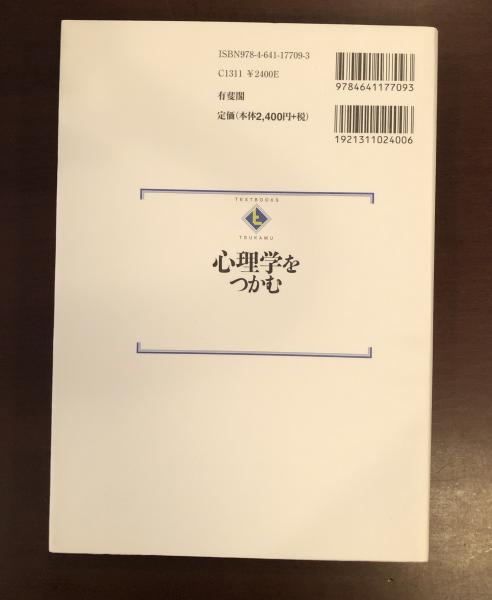 ISBN978-4-641-17709-3
C1311 ¥2400E
有斐閣
定価(本体2,400円+税)
9784641177093
1921311024006
TEXTBOOKS
TSUKAMU
心理学を
つかむ